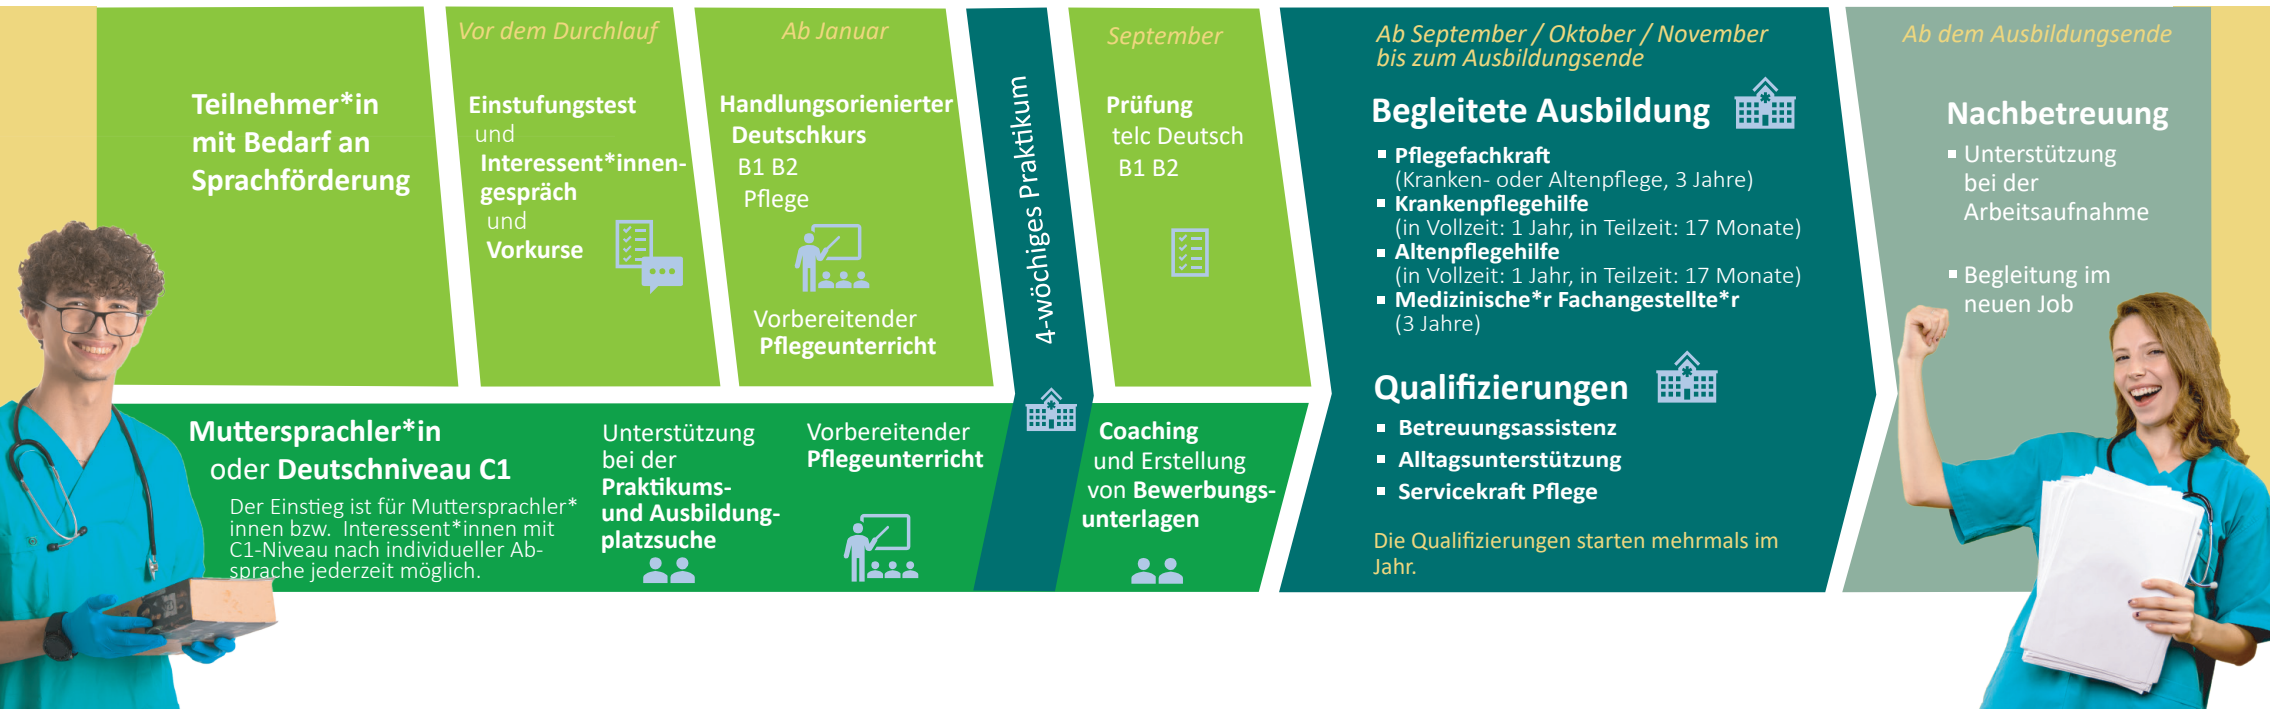 Teilnehmer*in
mit Bedarf an
Sprachförderung
Vor dem Durchlauf
Einstufungstest
und
Interessent*innen-
gespräch
und
Vorkurse
Ab Januar
Handlungsorienierter
Deutschkurs
B1 B2
Pflege
Vorbereitender
Pflegeunterricht
4-wöchiges Praktikum
September
Prüfung
telc Deutsch
B1 B2
Muttersprachler*in
oder Deutschniveau C1
Der Einstieg ist für Muttersprachler*
innen bzw. Interessent*innen mit
C1-Niveau nach individueller Ab-
sprache jederzeit möglich.
Unterstützung
bei der
Praktikums-
und Ausbildung-
platzsuche
Vorbereitender
Pflegeunterricht
Coaching
und Erstellung
von Bewerbungs-
unterlagen
Ab September / Oktober / November
bis zum Ausbildungsende
Begleitete Ausbildung
▪ Pflegefachkraft
(Kranken- oder Altenpflege, 3 Jahre)
▪ Krankenpflegehilfe
(in Vollzeit: 1 Jahr, in Teilzeit: 17 Monate)
▪ Altenpflegehilfe
(in Vollzeit: 1 Jahr, in Teilzeit: 17 Monate)
▪ Medizinische*r Fachangestellte*r
(3 Jahre)
Qualifizierungen
▪ Betreuungsassistenz
▪ Alltagsunterstützung
▪ Servicekraft Pflege
Die Qualifizierungen starten mehrmals im
Jahr.
Ab dem Ausbildungsende
Nachbetreuung
▪ Unterstützung
bei der
Arbeitsaufnahme
▪ Begleitung im
neuen Job